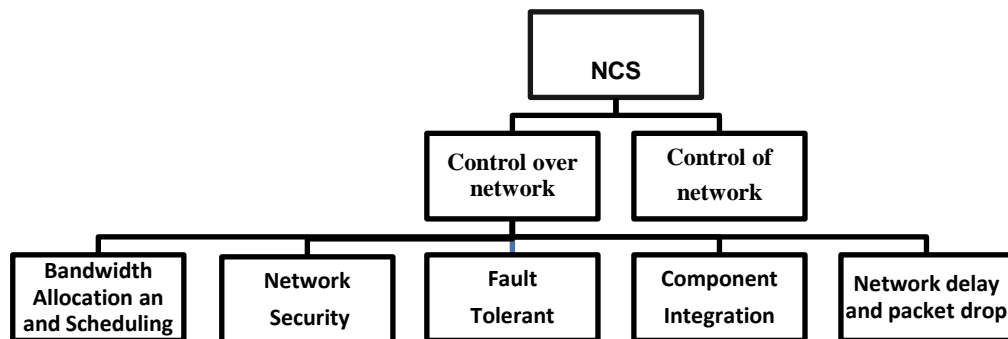 NCS
Control over
network
Control of
network
Bandwidth
Allocation an
and Scheduling
Network
Security
Fault
Tolerant
Component
Integration
Network delay
and packet drop